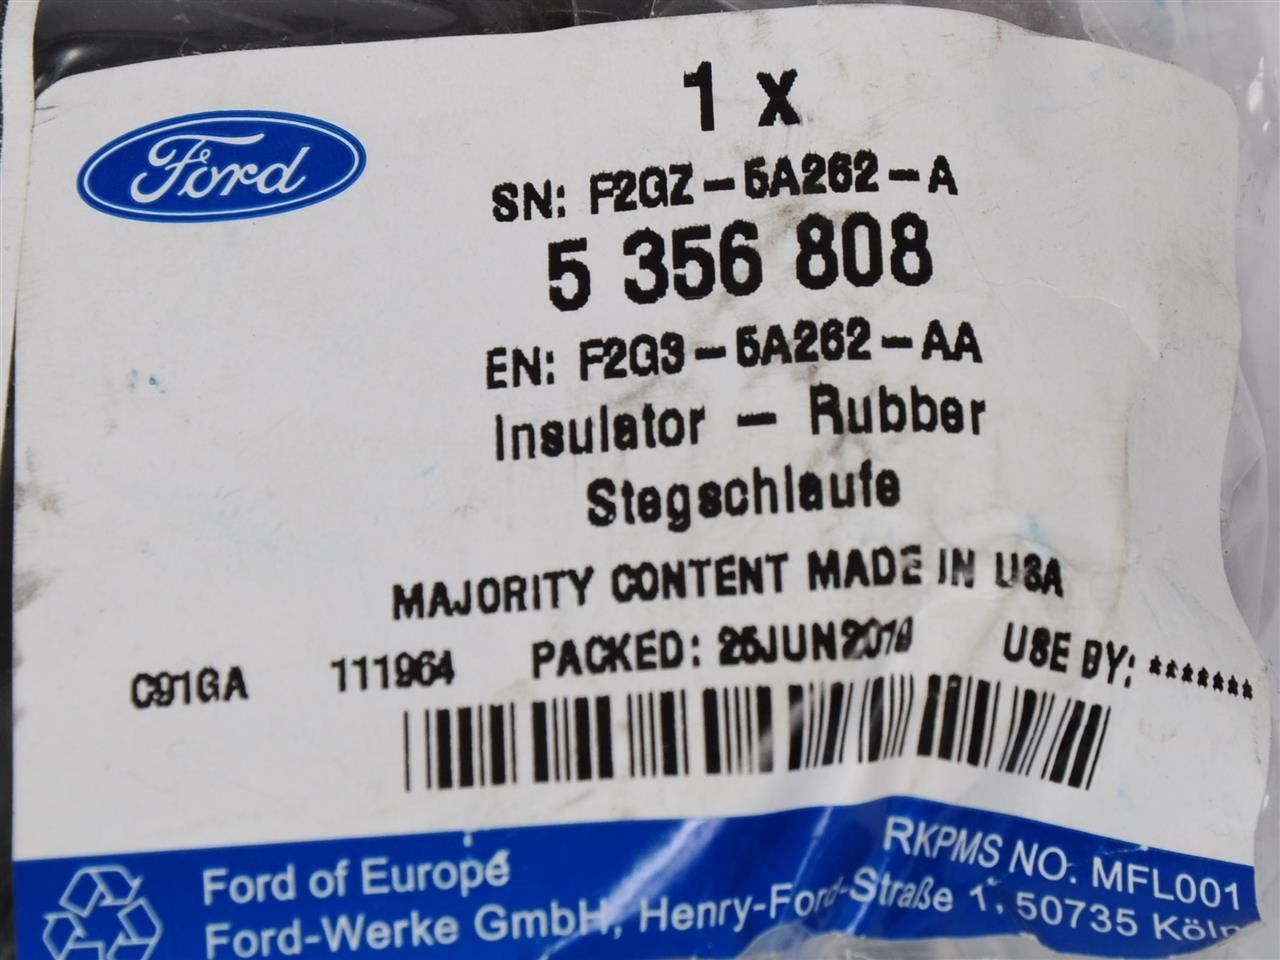 Ford
1 x
SN: F2GZ-5A262-A
5 356 808
EN: F2G3-5A262-AA
Insulator - Rubber
Stegschlaufe
MAJORITY CONTENT MADE IN USA
C91GA 111964 PACKED: 25JUN2019 USE BY: *******
RKPMS NO. MFL001
Ford of Europe
Ford-Werke GmbH, Henry-Ford-Straße 1, 50735 Köln